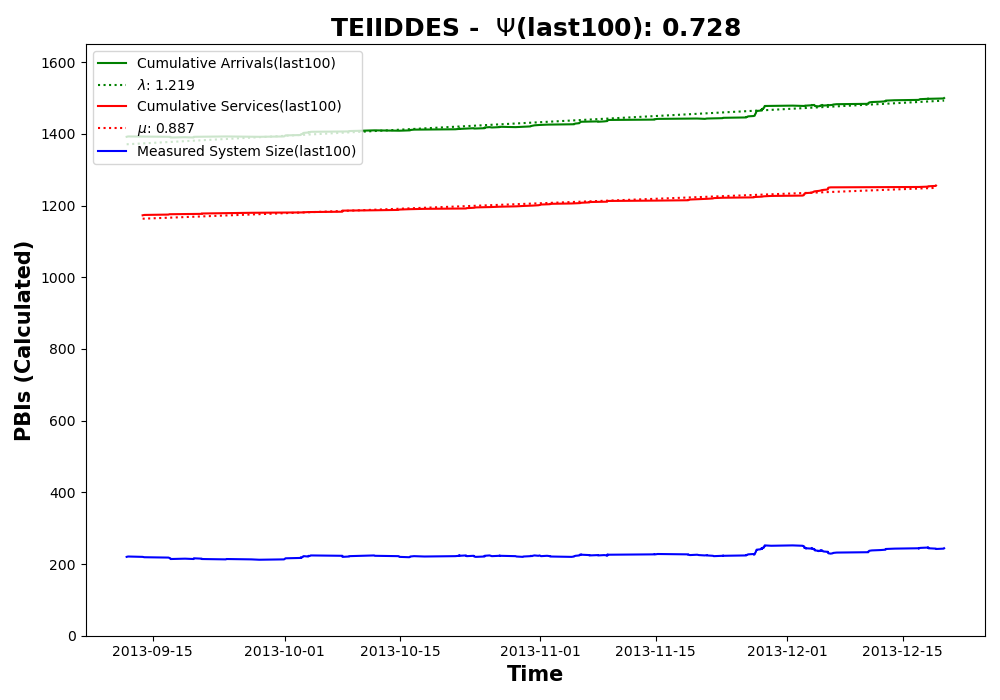 TEIIDDES - Ψ(last100): 0.728
Cumulative Arrivals(last100)
λ: 1.219
Cumulative Services(last100)
μ: 0.887
Measured System Size(last100)
PBIs (Calculated)
1600
1400
1200
1000
800
600
400
200
0
2013-09-15 2013-10-01 2013-10-15 2013-11-01 2013-11-15 2013-12-01 2013-12-15
Time